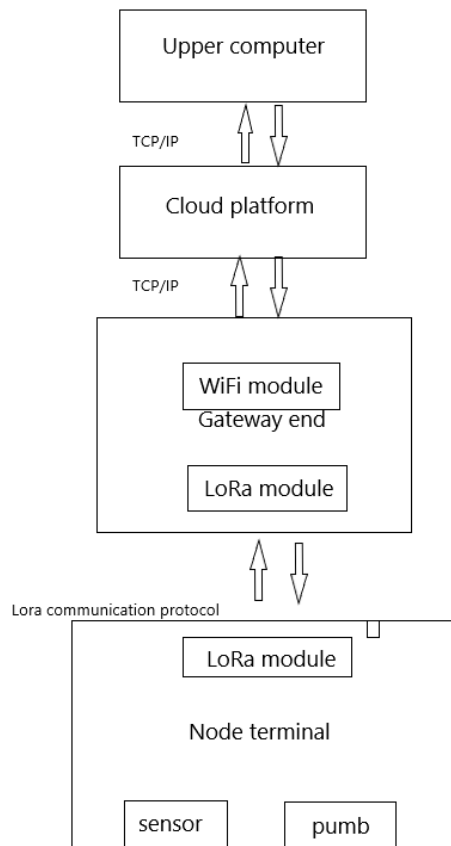 Upper computer
TCP/IP
Cloud platform
TCP/IP
WiFi module
Gateway end
LoRa module
Lora communication protocol
LoRa module
Node terminal
sensor
pumb